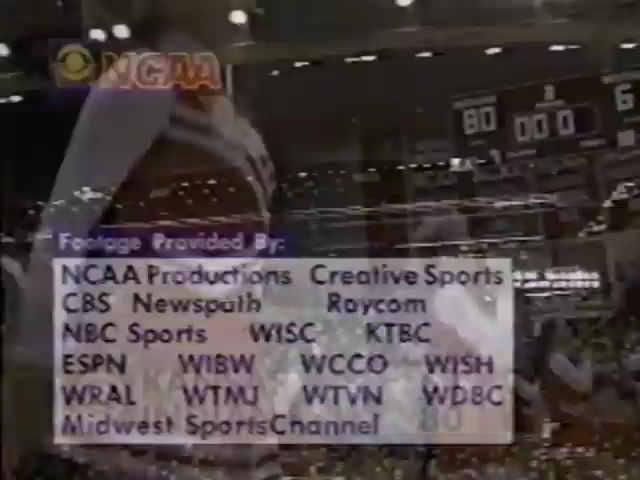 NCAA
80
6
00 0
Footage Provided By:
NCAA Productions Creative Sports
CBS Newspath Raycom
NBC Sports WISC KTBC
ESPN WIBW WCCO WISH
WRAL WTMJ WTVN WDBC
Midwest SportsChannel
80